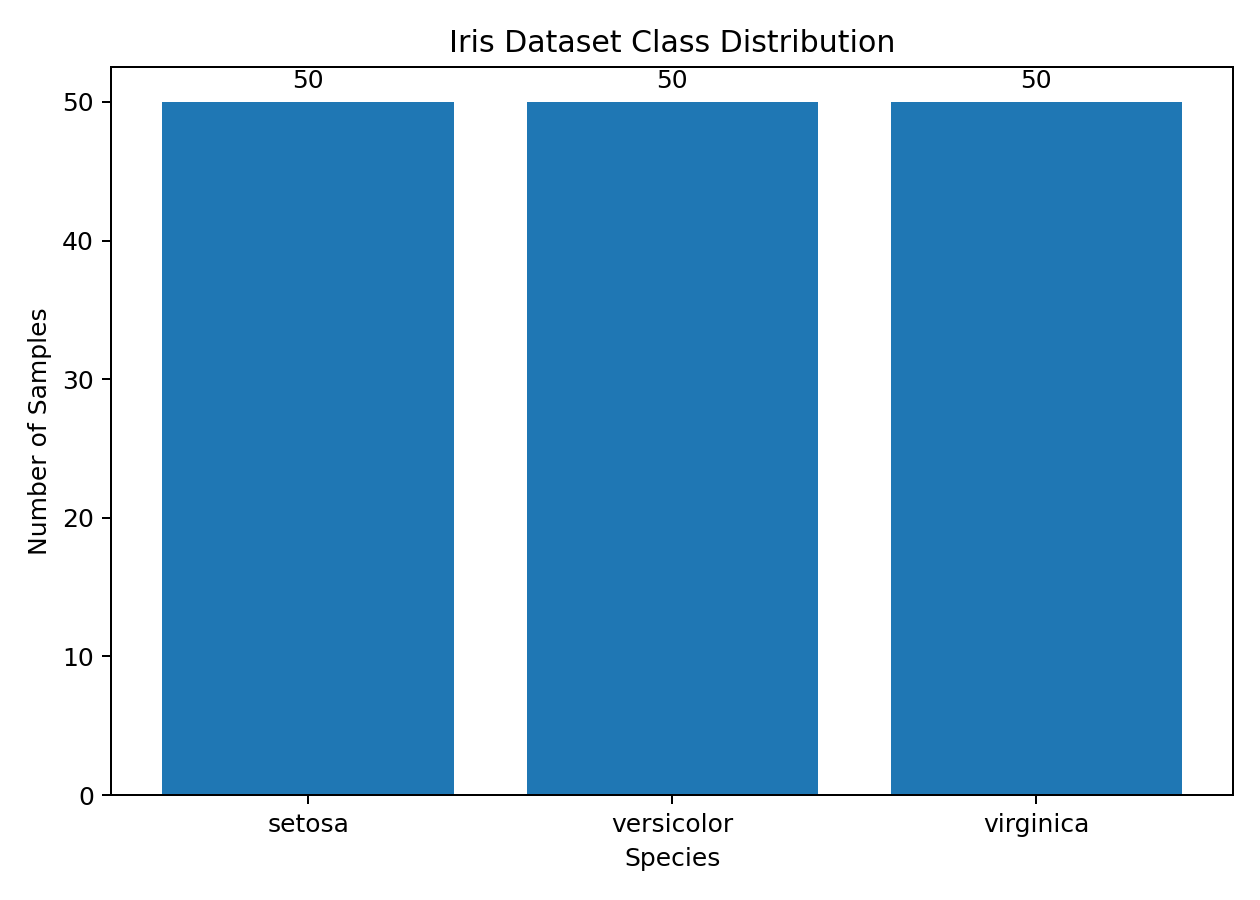 Iris Dataset Class Distribution
50 50 50
50
40
30
20
10
0
Number of Samples
setosa versicolor virginica
Species